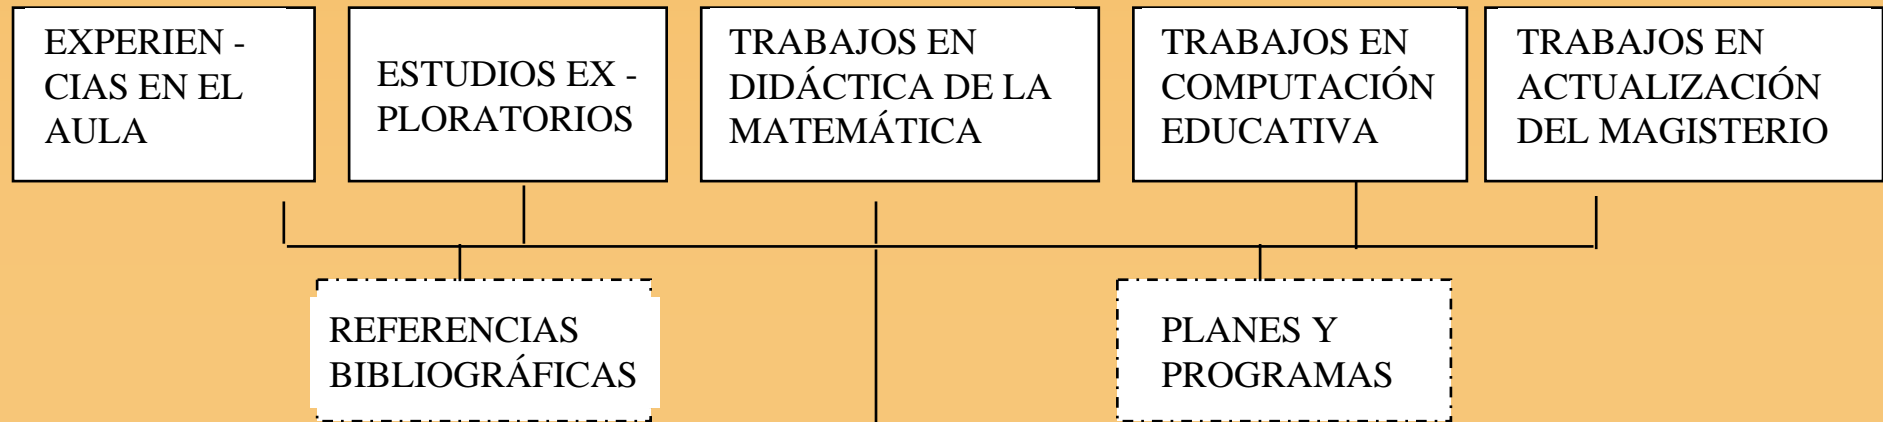 EXPERIEN -
CIAS EN EL
AULA
ESTUDIOS EX -
PLORATORIOS
TRABAJOS EN
DIDÁCTICA DE LA
MATEMÁTICA
TRABAJOS EN
COMPUTACIÓN
EDUCATIVA
TRABAJOS EN
ACTUALIZACIÓN
DEL MAGISTERIO
REFERENCIAS
BIBLIOGRÁFICAS
PLANES Y
PROGRAMAS